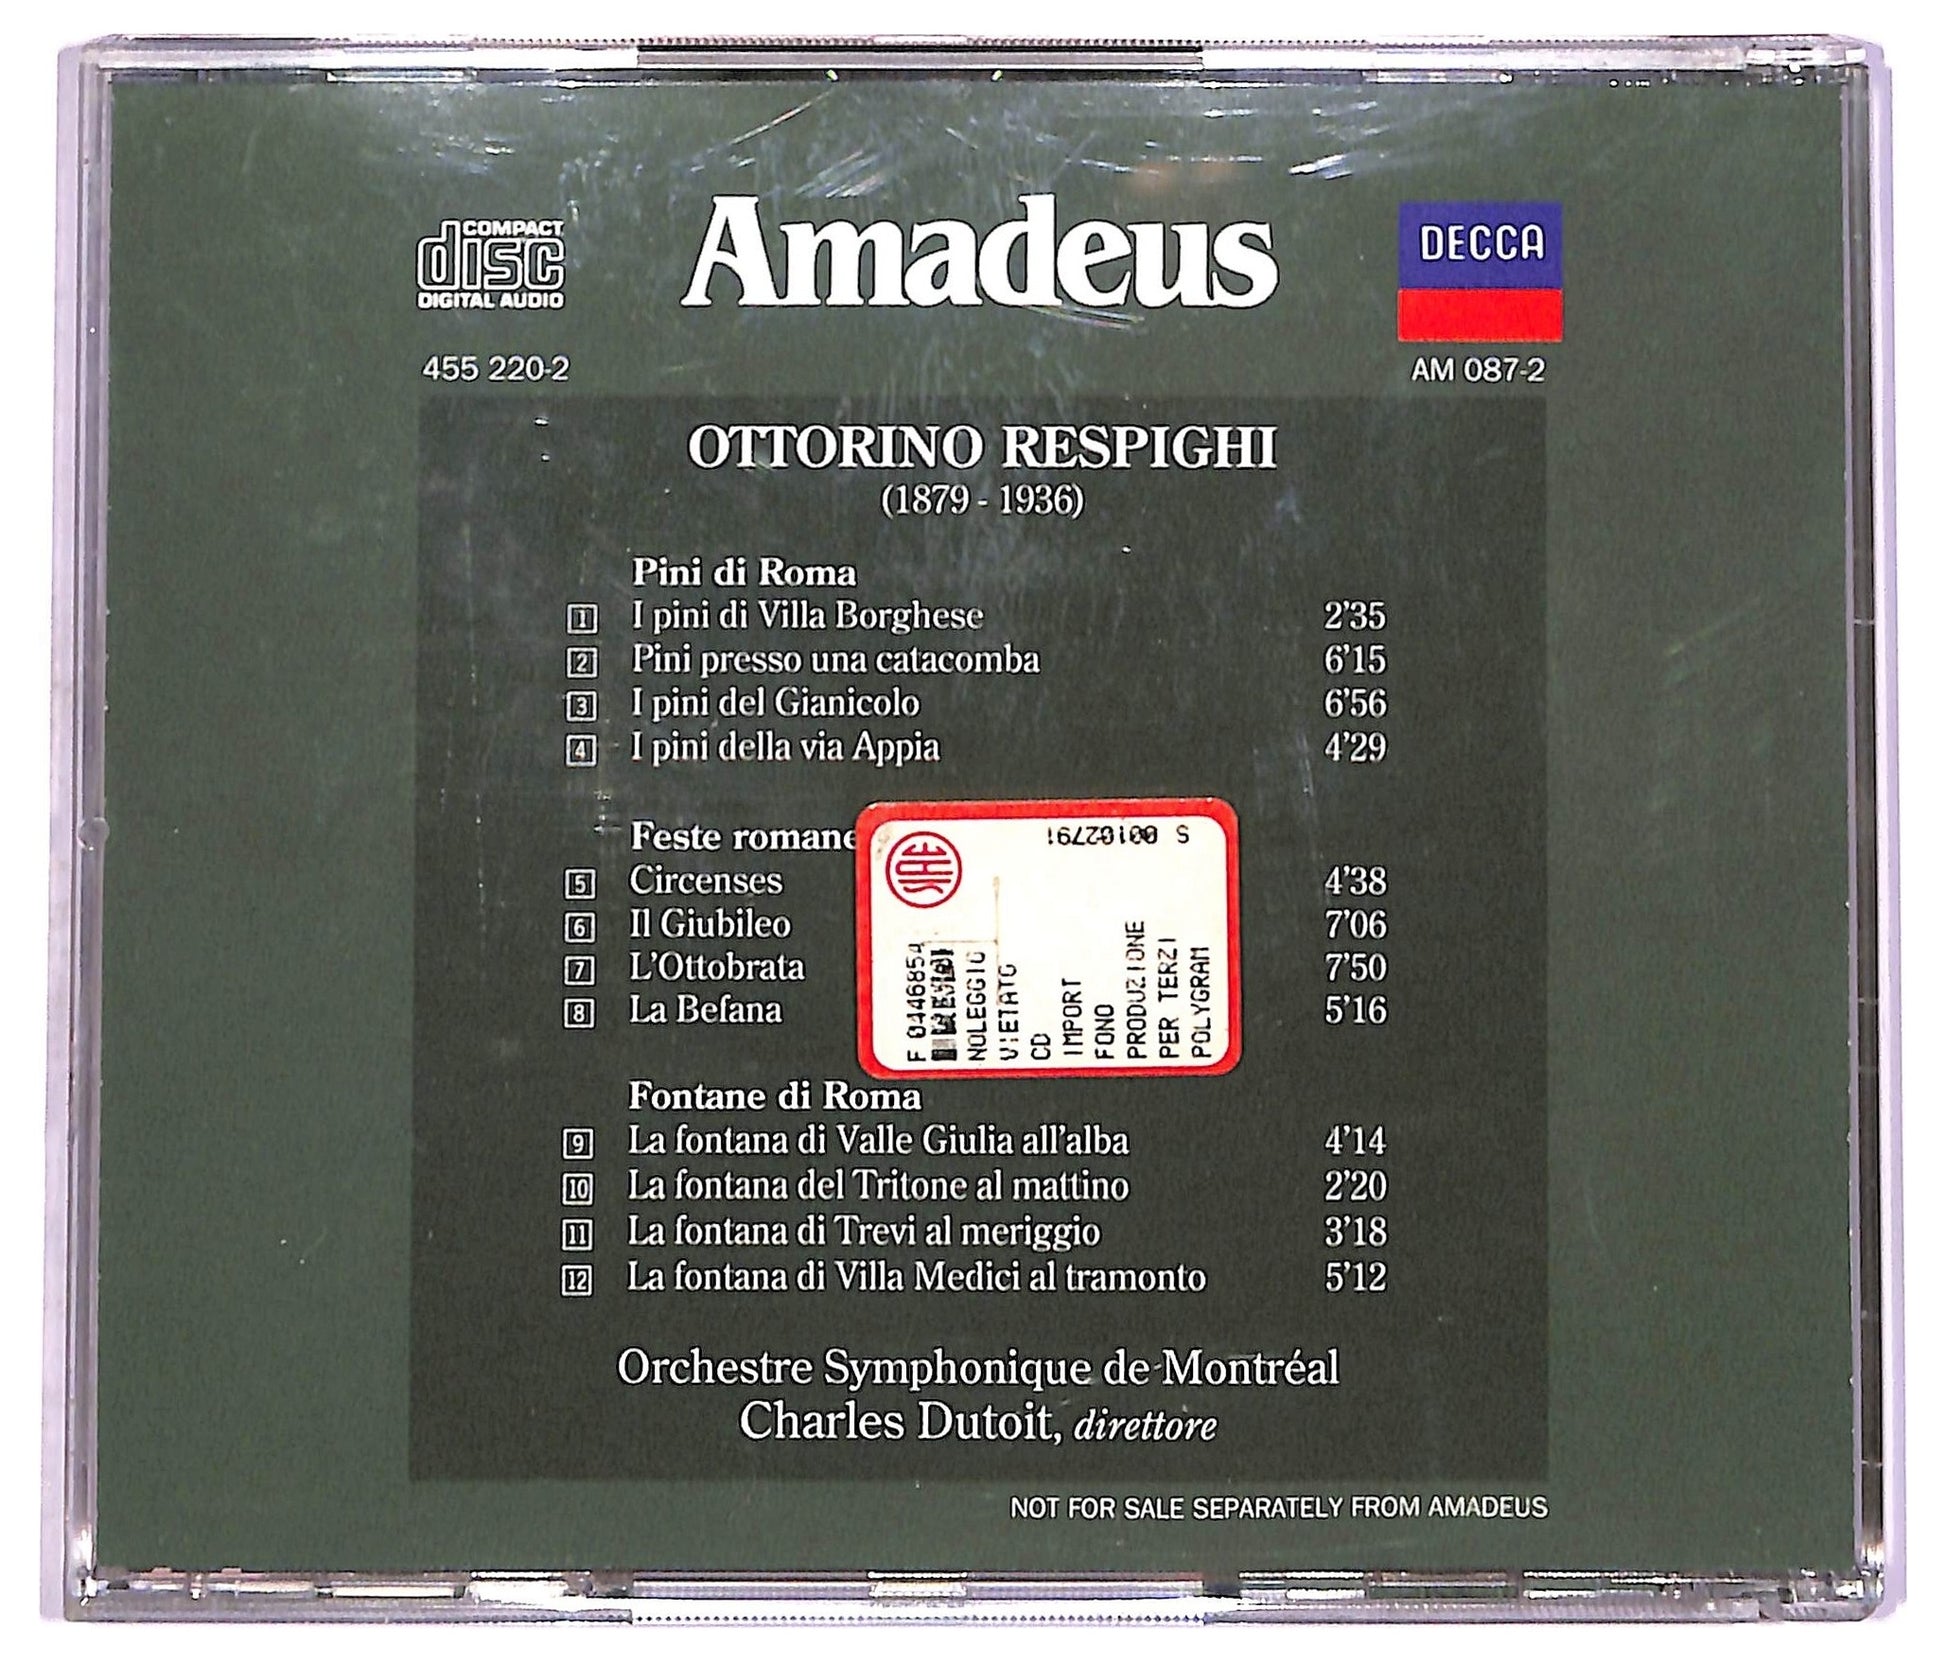 COMPACT
disc
DIGITAL AUDIO
Amadeus
DECCA
455 220-2
AM 087-2
OTTORINO RESPIGHI
(1879 - 1936)
Pini di Roma
1 I pini di Villa Borghese 2'35
2 Pini presso una catacomba 6'15
3 I pini del Gianicolo 6'56
4 I pini della via Appia 4'29
Feste romane
5 Circenses 4'38
6 Il Giubileo 7'06
7 L'Ottobrata 7'50
8 La Befana 5'16
SIAE
S 00102791
F 0446854
NOLEGGIO
VIETATO
CD
IMPORT
FONO
PRODUZIONE
PER TERZI
POLYGRAM
Fontane di Roma
9 La fontana di Valle Giulia all'alba 4'14
10 La fontana del Tritone al mattino 2'20
11 La fontana di Trevi al meriggio 3'18
12 La fontana di Villa Medici al tramonto 5'12
Orchestre Symphonique de Montréal
Charles Dutoit, direttore
NOT FOR SALE SEPARATELY FROM AMADEUS